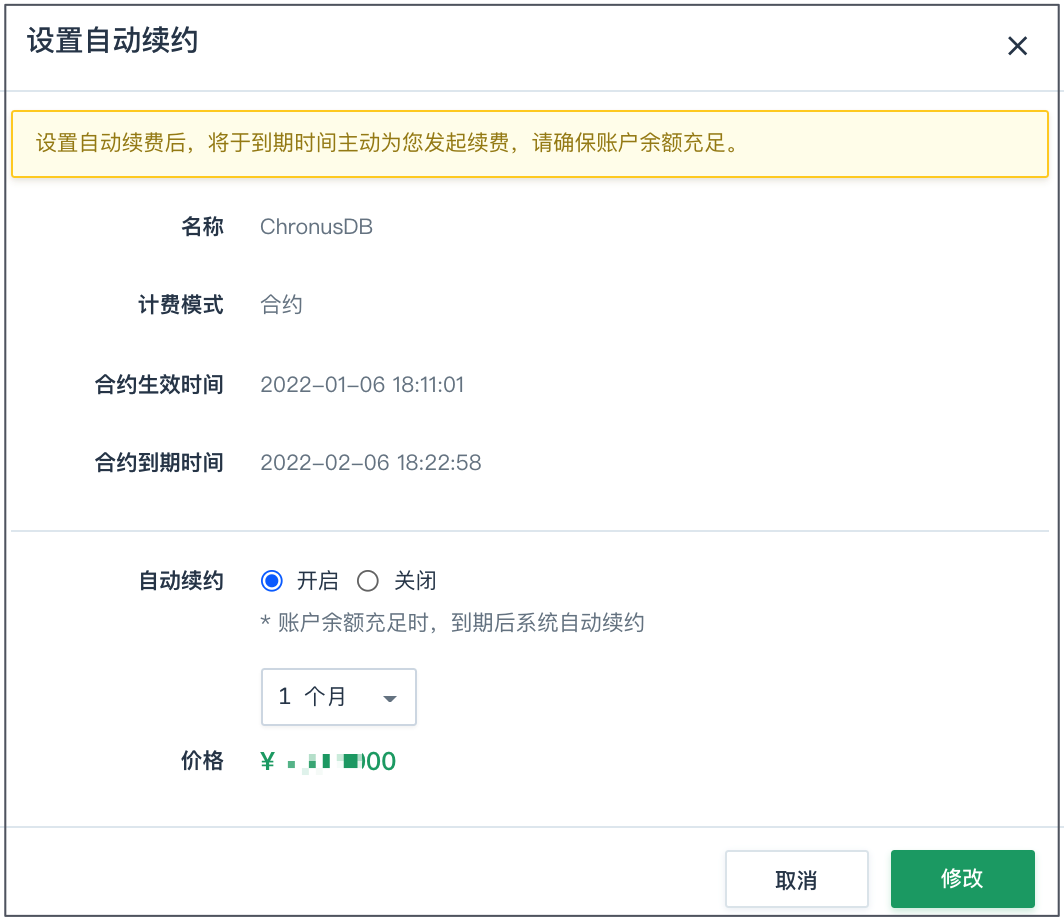 设置自动续约
设置自动续费后，将于到期时间主动为您发起续费，请确保账户余额充足。
名称 ChronusDB
计费模式 合约
合约生效时间 2022-01-06 18:11:01
合约到期时间 2022-02-06 18:22:58
自动续约 开启 关闭
* 账户余额充足时，到期后系统自动续约
1 个月
价格 ¥
取消 修改